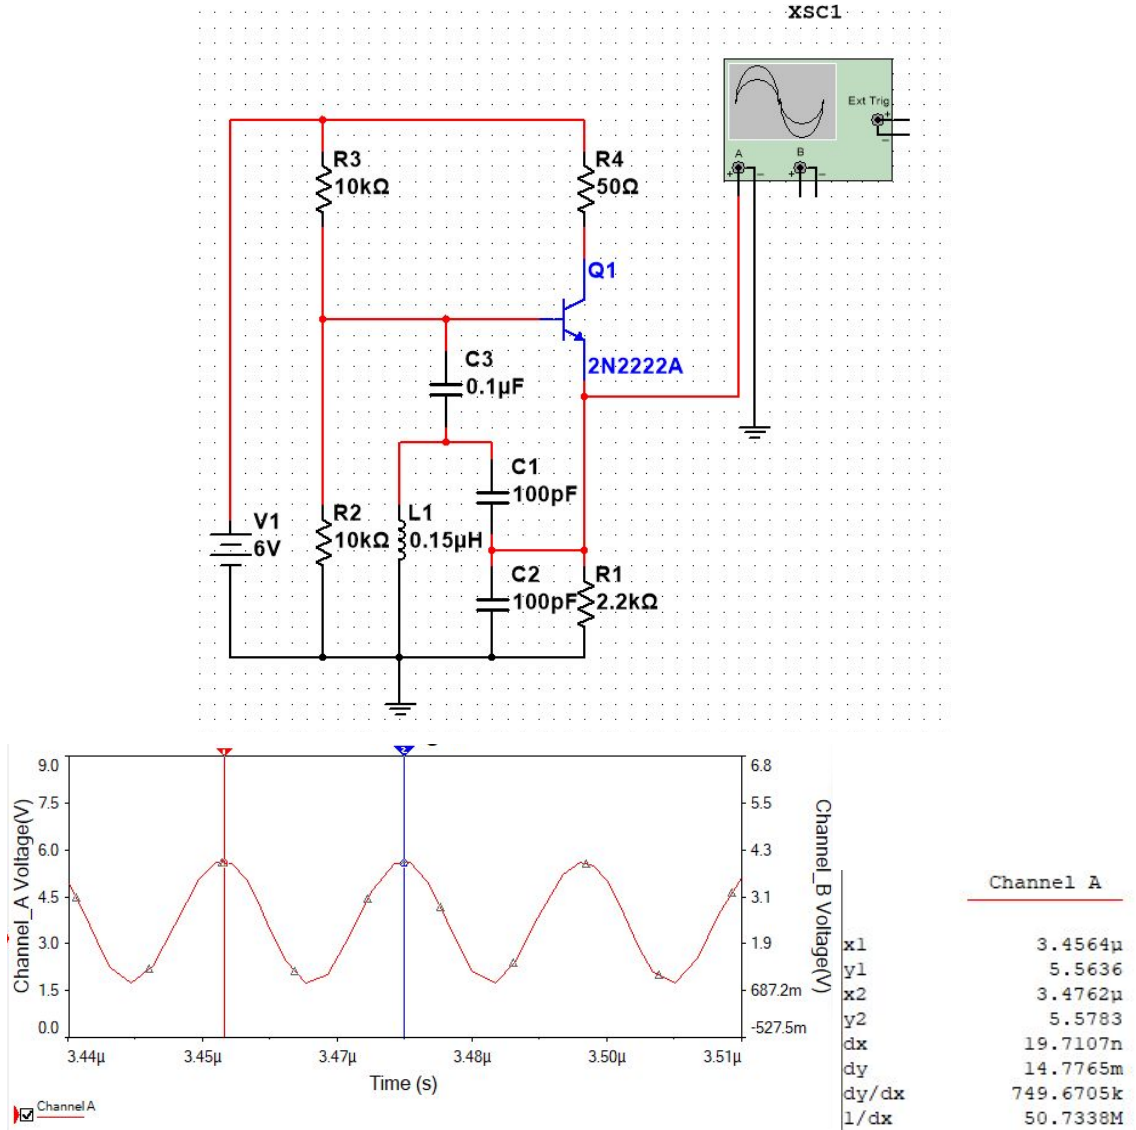 XSC1
Ext Trig
+
−
A
B
+
−
+
−
R3
10kΩ
R4
50Ω
Q1
2N2222A
C3
0.1µF
C1
100pF
V1
6V
R2
10kΩ
L1
0.15µH
C2
100pF
R1
2.2kΩ
1
2
9.0
7.5
6.0
4.5
3.0
1.5
0.0
Channel_A Voltage(V)
6.8
5.5
4.3
3.1
1.9
687.2m
-527.5m
Channel_B Voltage(V)
3.44µ
3.45µ
3.47µ
3.48µ
3.50µ
3.51µ
Time (s)
Channel A
Channel A
x1 3.4564µ
y1 5.5636
x2 3.4762µ
y2 5.5783
dx 19.7107n
dy 14.7765m
dy/dx 749.6705k
1/dx 50.7338M